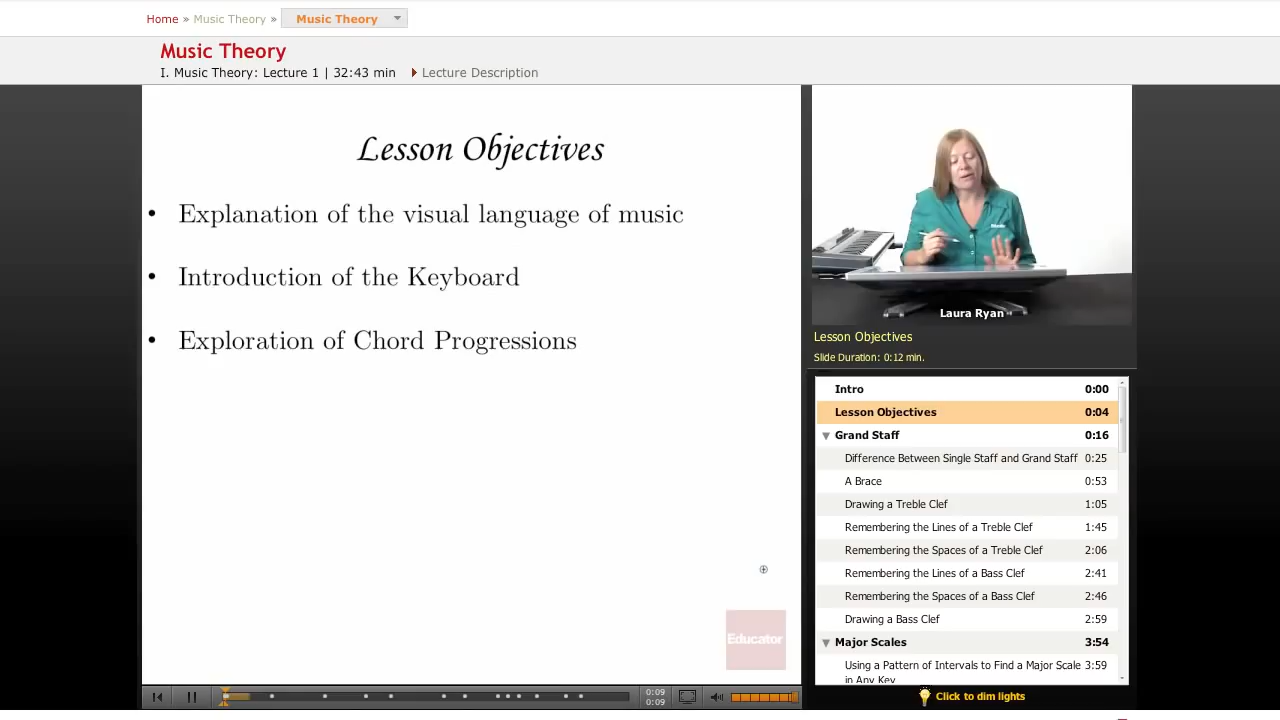 Home » Music Theory » Music Theory
Music Theory
I. Music Theory: Lecture 1 | 32:43 min Lecture Description
Lesson Objectives
• Explanation of the visual language of music
• Introduction of the Keyboard
• Exploration of Chord Progressions
Educator
Laura Ryan
Lesson Objectives
Slide Duration: 0:12 min.
Intro 0:00
Lesson Objectives 0:04
Grand Staff 0:16
Difference Between Single Staff and Grand Staff 0:25
A Brace 0:53
Drawing a Treble Clef 1:05
Remembering the Lines of a Treble Clef 1:45
Remembering the Spaces of a Treble Clef 2:06
Remembering the Lines of a Bass Clef 2:41
Remembering the Spaces of a Bass Clef 2:46
Drawing a Bass Clef 2:59
Major Scales 3:54
Using a Pattern of Intervals to Find a Major Scale 3:59
in Any Key
0:09
0:09
Click to dim lights